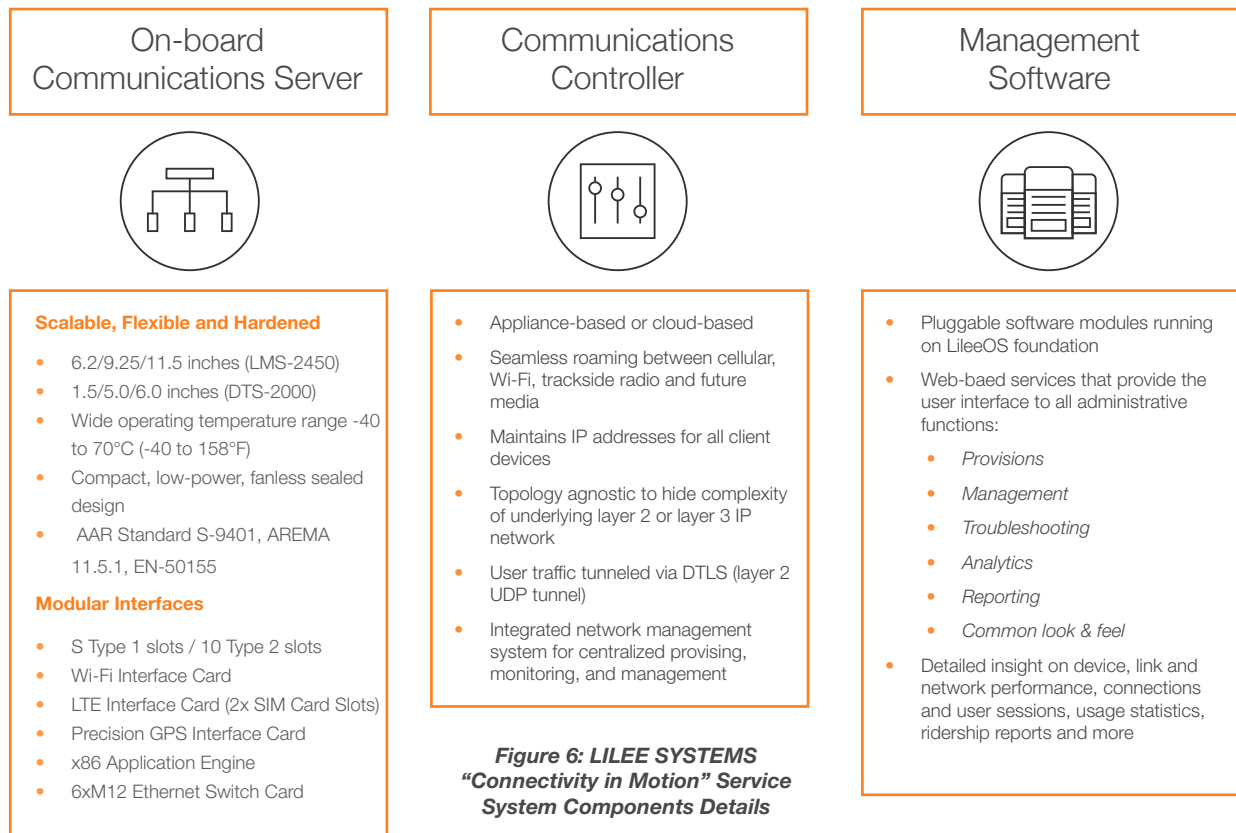 On-board
Communications Server
Scalable, Flexible and Hardened
• 6.2/9.25/11.5 inches (LMS-2450)
• 1.5/5.0/6.0 inches (DTS-2000)
• Wide operating temperature range -40
to 70°C (-40 to 158°F)
• Compact, low-power, fanless sealed
design
• AAR Standard S-9401, AREMA
11.5.1, EN-50155
Modular Interfaces
• S Type 1 slots / 10 Type 2 slots
• Wi-Fi Interface Card
• LTE Interface Card (2x SIM Card Slots)
• Precision GPS Interface Card
• x86 Application Engine
• 6xM12 Ethernet Switch Card
Communications
Controller
• Appliance-based or cloud-based
• Seamless roaming between cellular,
Wi-Fi, trackside radio and future
media
• Maintains IP addresses for all client
devices
• Topology agnostic to hide complexity
of underlying layer 2 or layer 3 IP
network
• User traffic tunneled via DTLS (layer 2
UDP tunnel)
• Integrated network management
system for centralized provising,
monitoring, and management
Figure 6: LILEE SYSTEMS
“Connectivity in Motion” Service
System Components Details
Management
Software
• Pluggable software modules running
on LileeOS foundation
• Web-baed services that provide the
user interface to all administrative
functions:
• Provisions
• Management
• Troubleshooting
• Analytics
• Reporting
• Common look & feel
• Detailed insight on device, link and
network performance, connections
and user sessions, usage statistics,
ridership reports and more